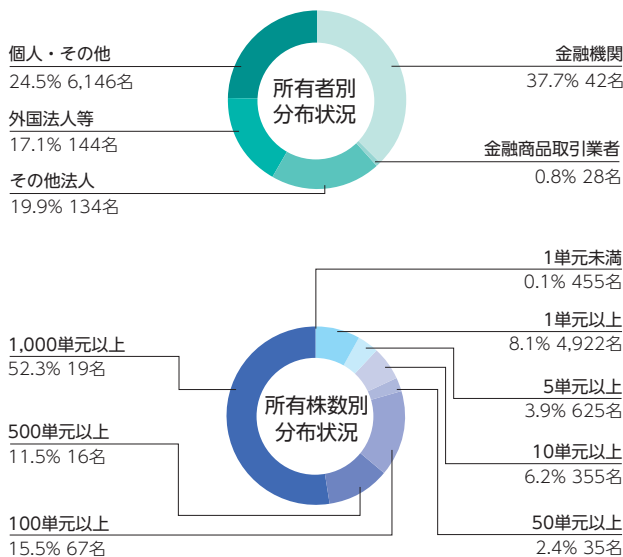 所有者別
分布状況
金融機関
37.7% 42名
金融商品取引業者
0.8% 28名
その他法人
19.9% 134名
外国法人等
17.1% 144名
個人・その他
24.5% 6,146名
所有株数別
分布状況
1単元未満
0.1% 455名
1単元以上
8.1% 4,922名
5単元以上
3.9% 625名
10単元以上
6.2% 355名
50単元以上
2.4% 35名
100単元以上
15.5% 67名
500単元以上
11.5% 16名
1,000単元以上
52.3% 19名